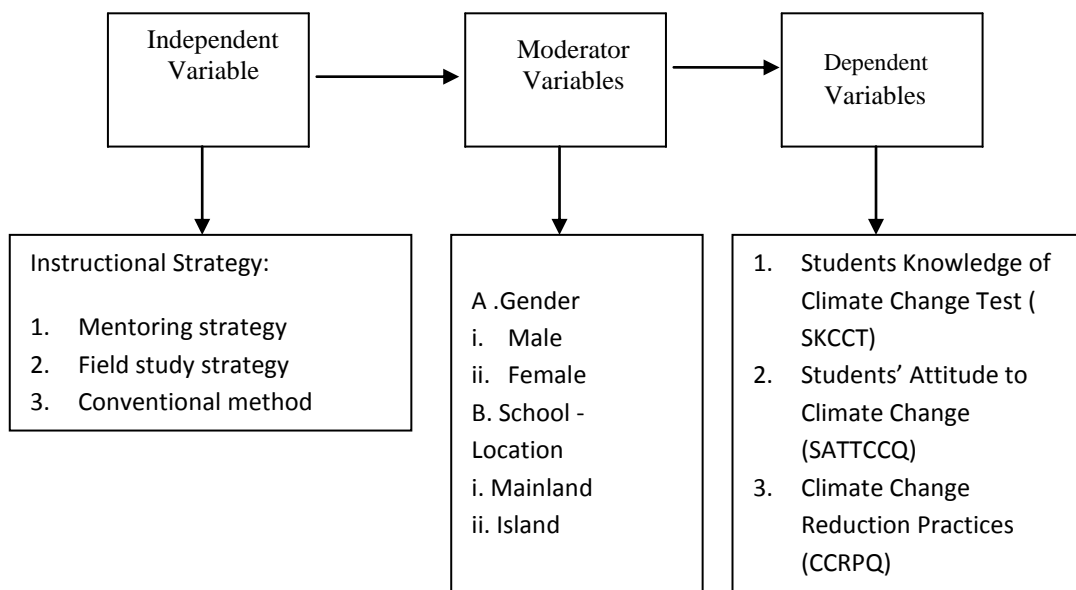 Independent
Variable
Moderator
Variables
Dependent
Variables
Instructional Strategy:
1. Mentoring strategy
2. Field study strategy
3. Conventional method
A .Gender
i. Male
ii. Female
B. School -
Location
i. Mainland
ii. Island
1. Students Knowledge of
Climate Change Test (
SKCCT)
2. Students’ Attitude to
Climate Change
(SATTCCQ)
3. Climate Change
Reduction Practices
(CCRPQ)